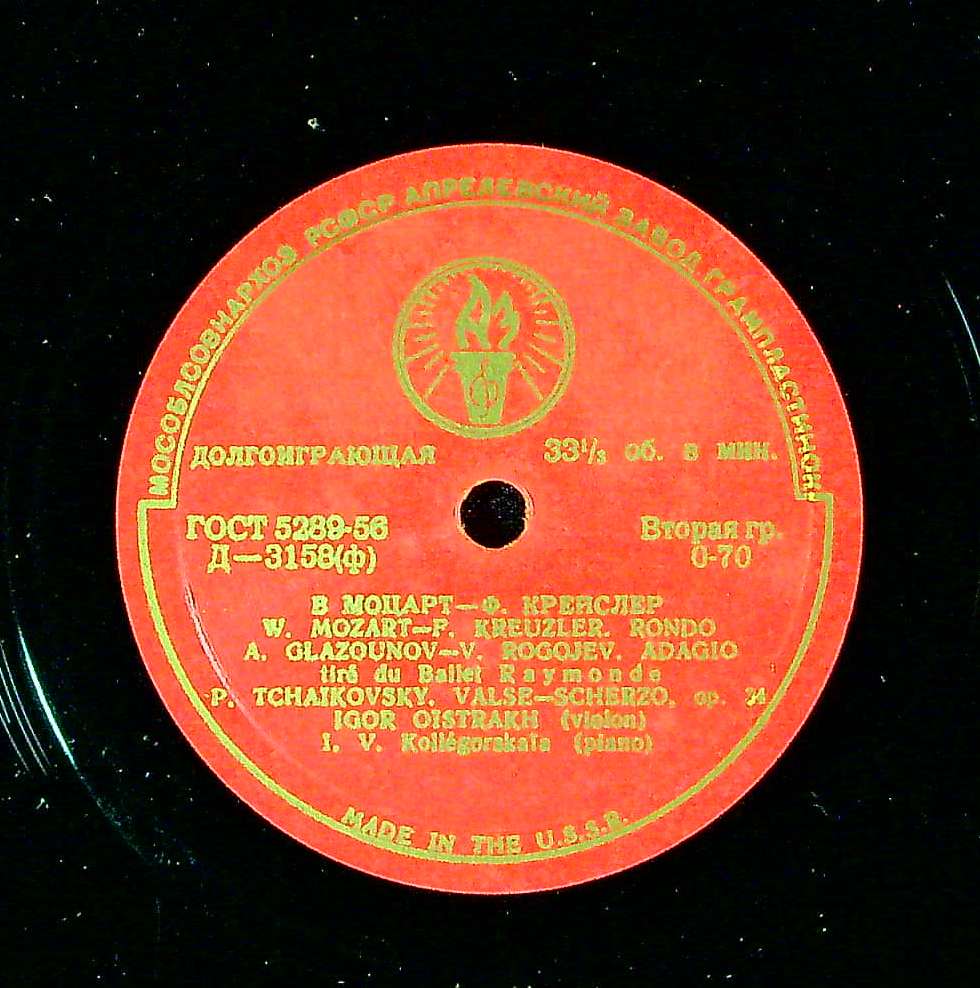 МОСОБЛСОВНАРХОЗ РСФСР АПРЕЛЕВСКИЙ ЗАВОД ГРАМПЛАСТИНОК
ДОЛГОИГРАЮЩАЯ 33⅓ об. в мин.
ГОСТ 5289-56 Вторая гр.
Д—3158(ф) 0-70
В МОЦАРТ—Ф. КРЕЙСЛЕР
W. MOZART—F. KREUZLER. RONDO
A. GLAZOUNOV—V. ROGOJEV. ADAGIO
tiré du Ballet Raymonde
P. TCHAÏKOVSKY. VALSE—SCHERZO, op. 34
IGOR OISTRAKH (violon)
I. V. Kollégorskaïa (piano)
MADE IN THE U.S.S.R.